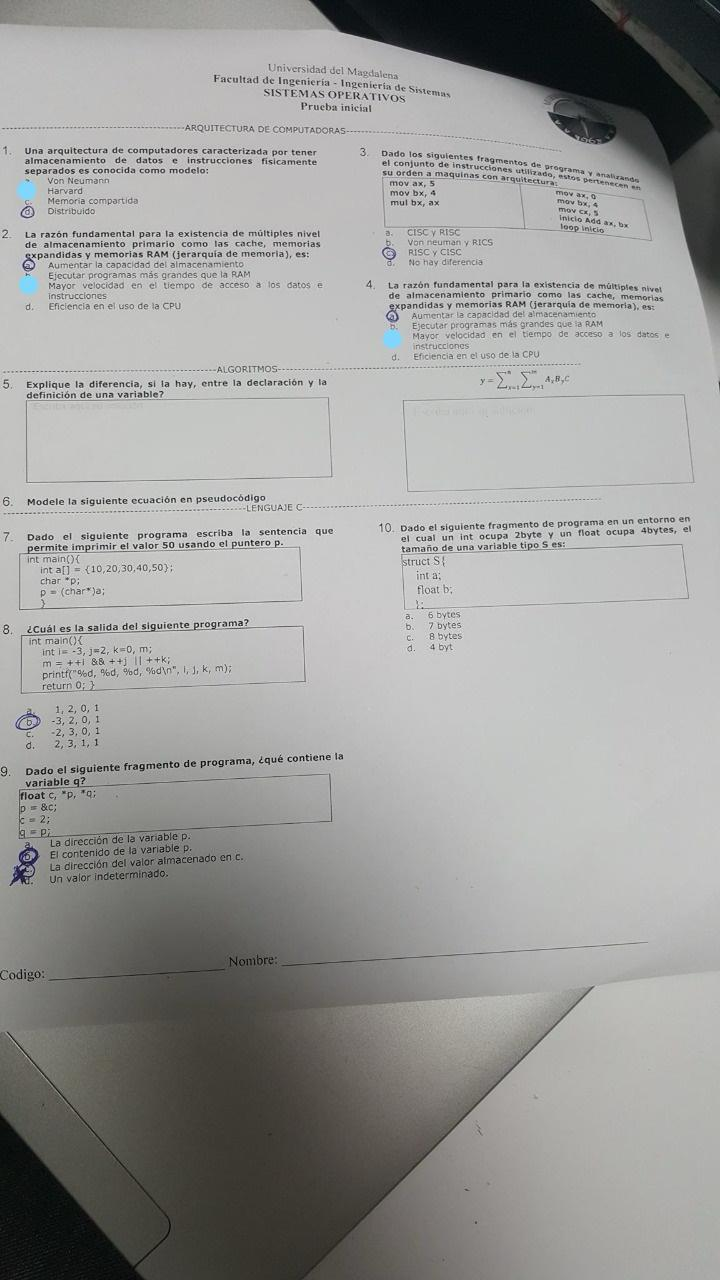 Universidad del Magdalena
Facultad de Ingeniería - Ingeniería de Sistemas
SISTEMAS OPERATIVOS
Prueba inicial
ARQUITECTURA DE COMPUTADORAS
1. Una arquitectura de computadores caracterizada por tener
almacenamiento de datos e instrucciones físicamente
separados es conocida como modelo:
Von Neumann
Harvard
c. Memoria compartida
d. Distribuido
2. La razón fundamental para la existencia de múltiples nivel
de almacenamiento primario como las cache, memorias
expandidas y memorias RAM (jerarquía de memoria), es:
a. Aumentar la capacidad del almacenamiento
Ejecutar programas más grandes que la RAM
Mayor velocidad en el tiempo de acceso a los datos e
instrucciones
d. Eficiencia en el uso de la CPU
3. Dado los siguientes fragmentos de programa y analizando
el conjunto de instrucciones utilizado, estos pertenecen en
su orden a maquinas con arquitectura:
mov ax, 5
mov bx, 4
mul bx, ax
mov ax, 0
mov bx, 4
mov cx, 5
inicio Add ax, bx
loop inicio
a. CISC y RISC
b. Von neuman y RICS
c. RISC y CISC
d. No hay diferencia
4. La razón fundamental para la existencia de múltiples nivel
de almacenamiento primario como las cache, memorias
expandidas y memorias RAM (jerarquía de memoria), es:
a. Aumentar la capacidad del almacenamiento
b. Ejecutar programas más grandes que la RAM
Mayor velocidad en el tiempo de acceso a los datos e
instrucciones
d. Eficiencia en el uso de la CPU
ALGORITMOS
5. Explique la diferencia, si la hay, entre la declaración y la
definición de una variable?
y = ∑ⁿₓ₌₁ ∑ᵐᵧ₌₁ AₓBᵧC
6. Modele la siguiente ecuación en pseudocódigo
LENGUAJE C
7. Dado el siguiente programa escriba la sentencia que
permite imprimir el valor 50 usando el puntero p.
int main(){
int a[] = {10,20,30,40,50};
char *p;
p = (char*)a;
}
8. ¿Cuál es la salida del siguiente programa?
int main(){
int i= -3, j=2, k=0, m;
m = ++i && ++j || ++k;
printf("%d, %d, %d, %d\n", i, j, k, m);
return 0; }
a. 1, 2, 0, 1
b. -3, 2, 0, 1
c. -2, 3, 0, 1
d. 2, 3, 1, 1
9. Dado el siguiente fragmento de programa, ¿qué contiene la
variable q?
float c, *p, *q;
p = &c;
c = 2;
q = p;
a. La dirección de la variable p.
El contenido de la variable p.
La dirección del valor almacenado en c.
d. Un valor indeterminado.
10. Dado el siguiente fragmento de programa en un entorno en
el cual un int ocupa 2byte y un float ocupa 4bytes, el
tamaño de una variable tipo S es:
struct S{
int a;
float b;
};
a. 6 bytes
b. 7 bytes
c. 8 bytes
d. 4 byt
Codigo:
Nombre: